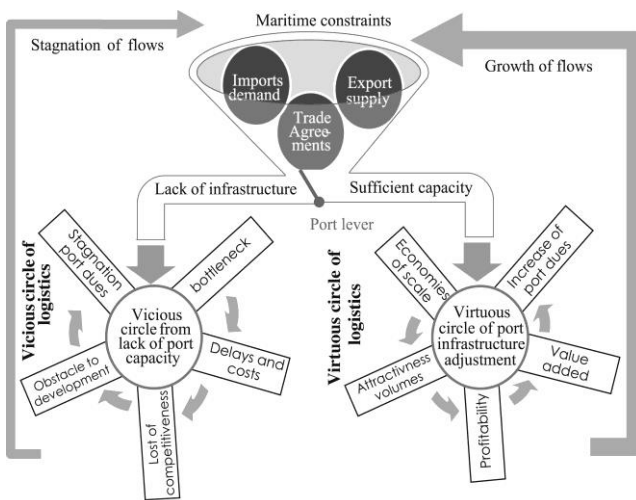 Maritime constraints
Stagnation of flows
Growth of flows
Imports
demand
Export
supply
Trade
Agree-
ments
Lack of infrastructure
Sufficient capacity
Port lever
Vicious circle of
logistics
Stagnation
port dues
bottleneck
Vicious
circle from
lack of port
capacity
Delays and
costs
Lost of
competitiveness
Obstacle to
development
Virtuous circle of
logistics
Economies
of scale
Increase of
port dues
Virtuous
circle of port
infrastructure
adjustment
Value
added
Profitability
Attractivness
volumes